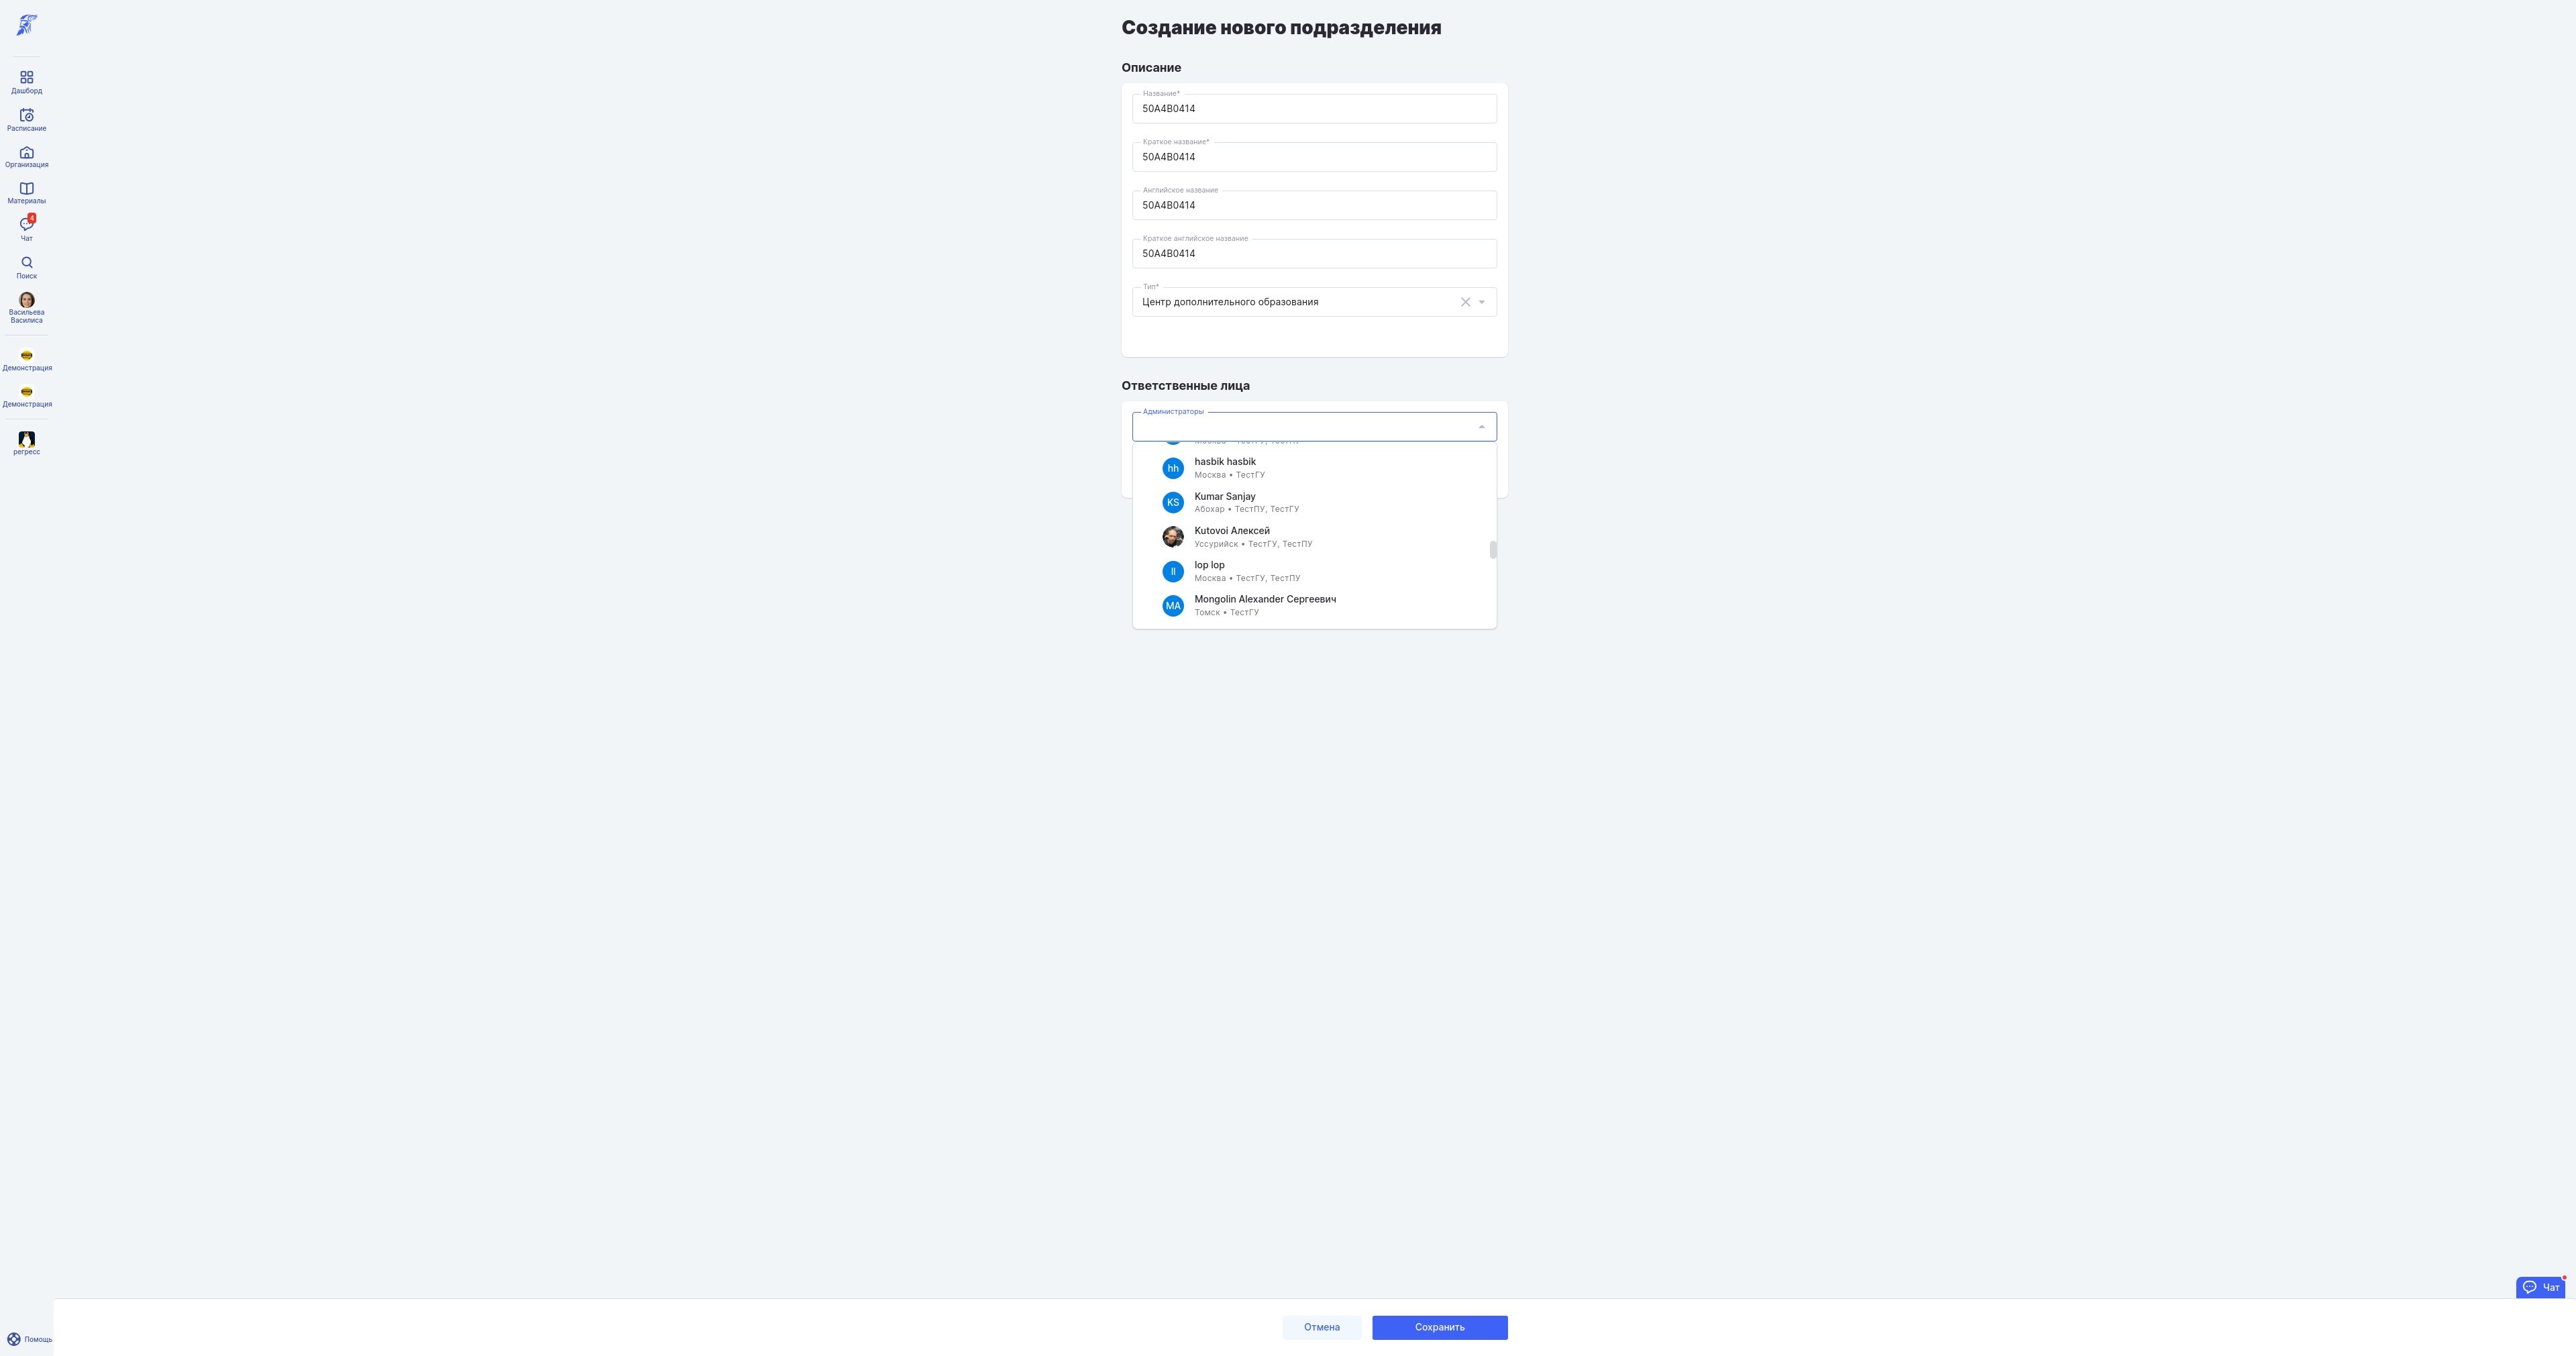 Создание нового подразделения
Дашборд
Расписание
Организация
Материалы
4
Чат
Поиск
Васильева
Василиса
Демонстрация
Демонстрация
регресс
Помощь
Описание
Название*
50A4B0414
Краткое название*
50A4B0414
Английское название
50A4B0414
Краткое английское название
50A4B0414
Тип*
Центр дополнительного образования
Ответственные лица
Администраторы
hh
hasbik hasbik
Москва • ТестГУ
KS
Kumar Sanjay
Абохар • ТестПУ, ТестГУ
Kutovoi Алексей
Уссурийск • ТестГУ, ТестПУ
ll
lop lop
Москва • ТестГУ, ТестПУ
MA
Mongolin Alexander Сергеевич
Томск • ТестГУ
Чат
Отмена
Сохранить